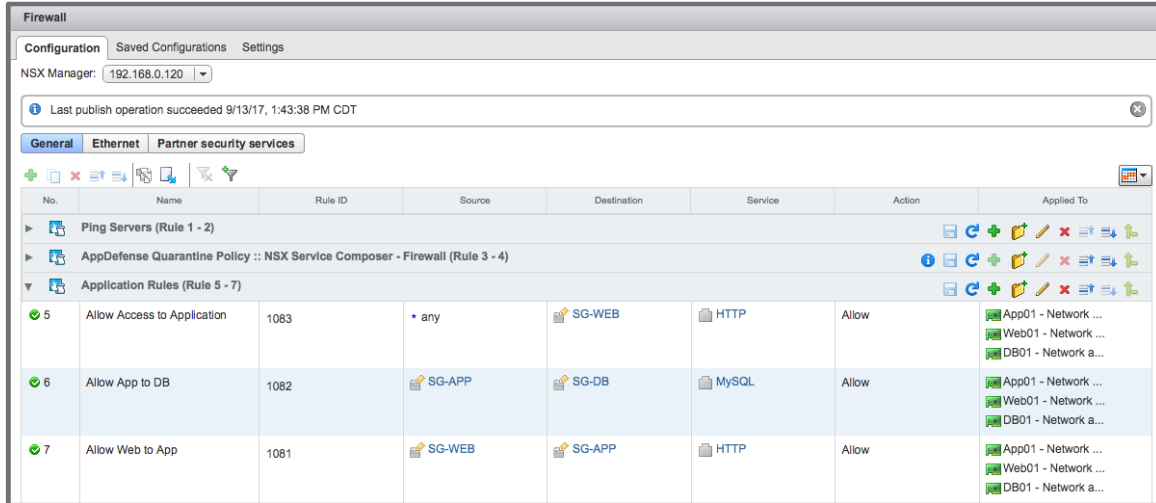 Firewall
Configuration Saved Configurations Settings
NSX Manager: 192.168.0.120
Last publish operation succeeded 9/13/17, 1:43:38 PM CDT
General Ethernet Partner security services
No. Name Rule ID Source Destination Service Action Applied To
Ping Servers (Rule 1 - 2)
AppDefense Quarantine Policy :: NSX Service Composer - Firewall (Rule 3 - 4)
Application Rules (Rule 5 - 7)
5 Allow Access to Application 1083 * any SG-WEB HTTP Allow App01 - Network ...
Web01 - Network ...
DB01 - Network a...
6 Allow App to DB 1082 SG-APP SG-DB MySQL Allow App01 - Network ...
Web01 - Network ...
DB01 - Network a...
7 Allow Web to App 1081 SG-WEB SG-APP HTTP Allow App01 - Network ...
Web01 - Network ...
DB01 - Network a...